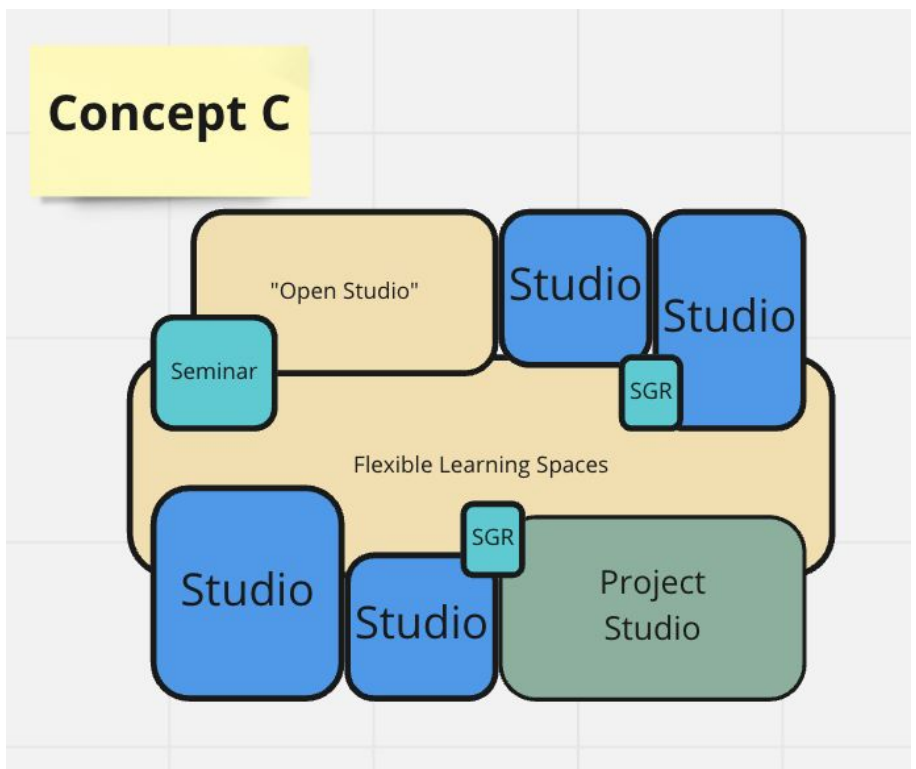 Concept C
"Open Studio"
Studio
Studio
Seminar
SGR
Flexible Learning Spaces
SGR
Studio
Studio
Project
Studio